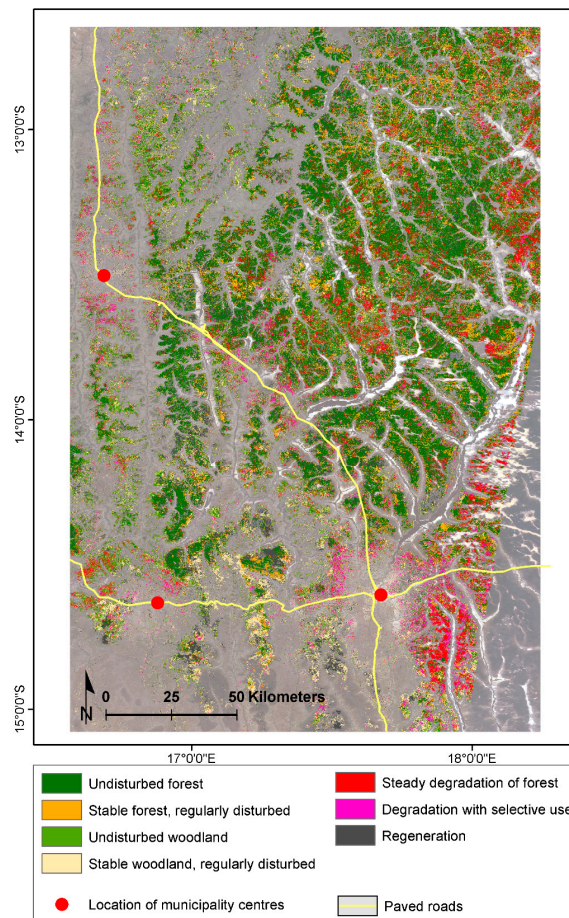 13°0'0"S
14°0'0"S
15°0'0"S
N
0 25 50 Kilometers
17°0'0"E 18°0'0"E
Undisturbed forest
Stable forest, regularly disturbed
Undisturbed woodland
Stable woodland, regularly disturbed
Steady degradation of forest
Degradation with selective use
Regeneration
Location of municipality centres
Paved roads